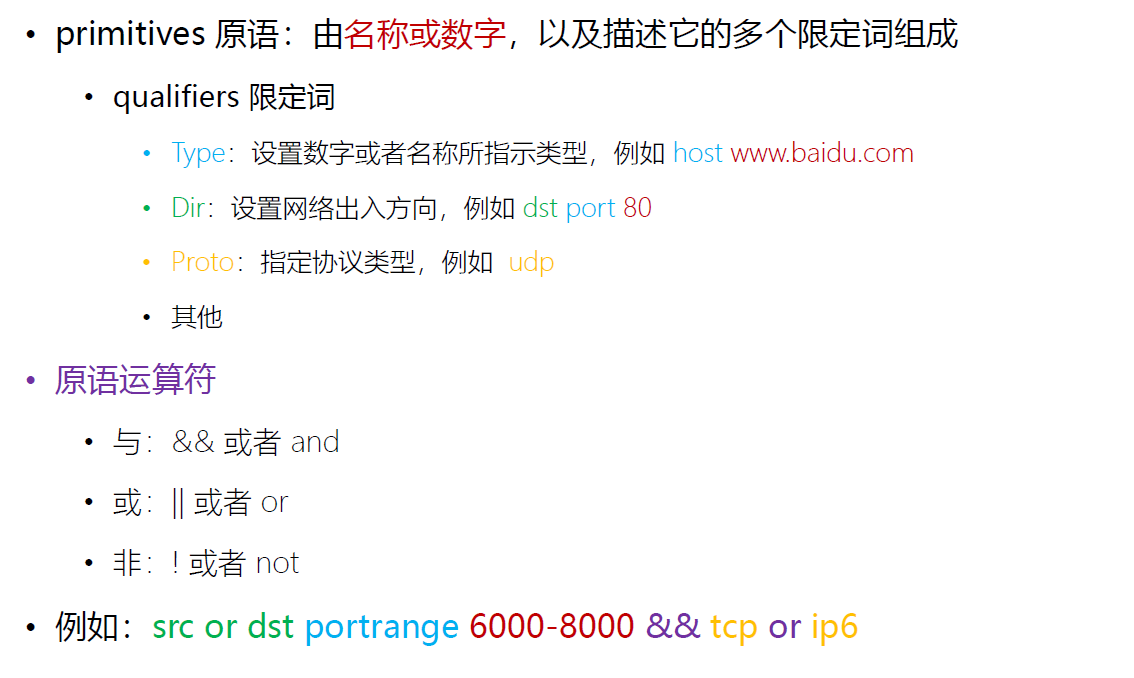 • primitives 原语：由名称或数字，以及描述它的多个限定词组成
• qualifiers 限定词
• Type：设置数字或者名称所指示类型，例如 host www.baidu.com
• Dir：设置网络出入方向，例如 dst port 80
• Proto：指定协议类型，例如 udp
• 其他
• 原语运算符
• 与：&& 或者 and
• 或：|| 或者 or
• 非：! 或者 not
• 例如：src or dst portrange 6000-8000 && tcp or ip6